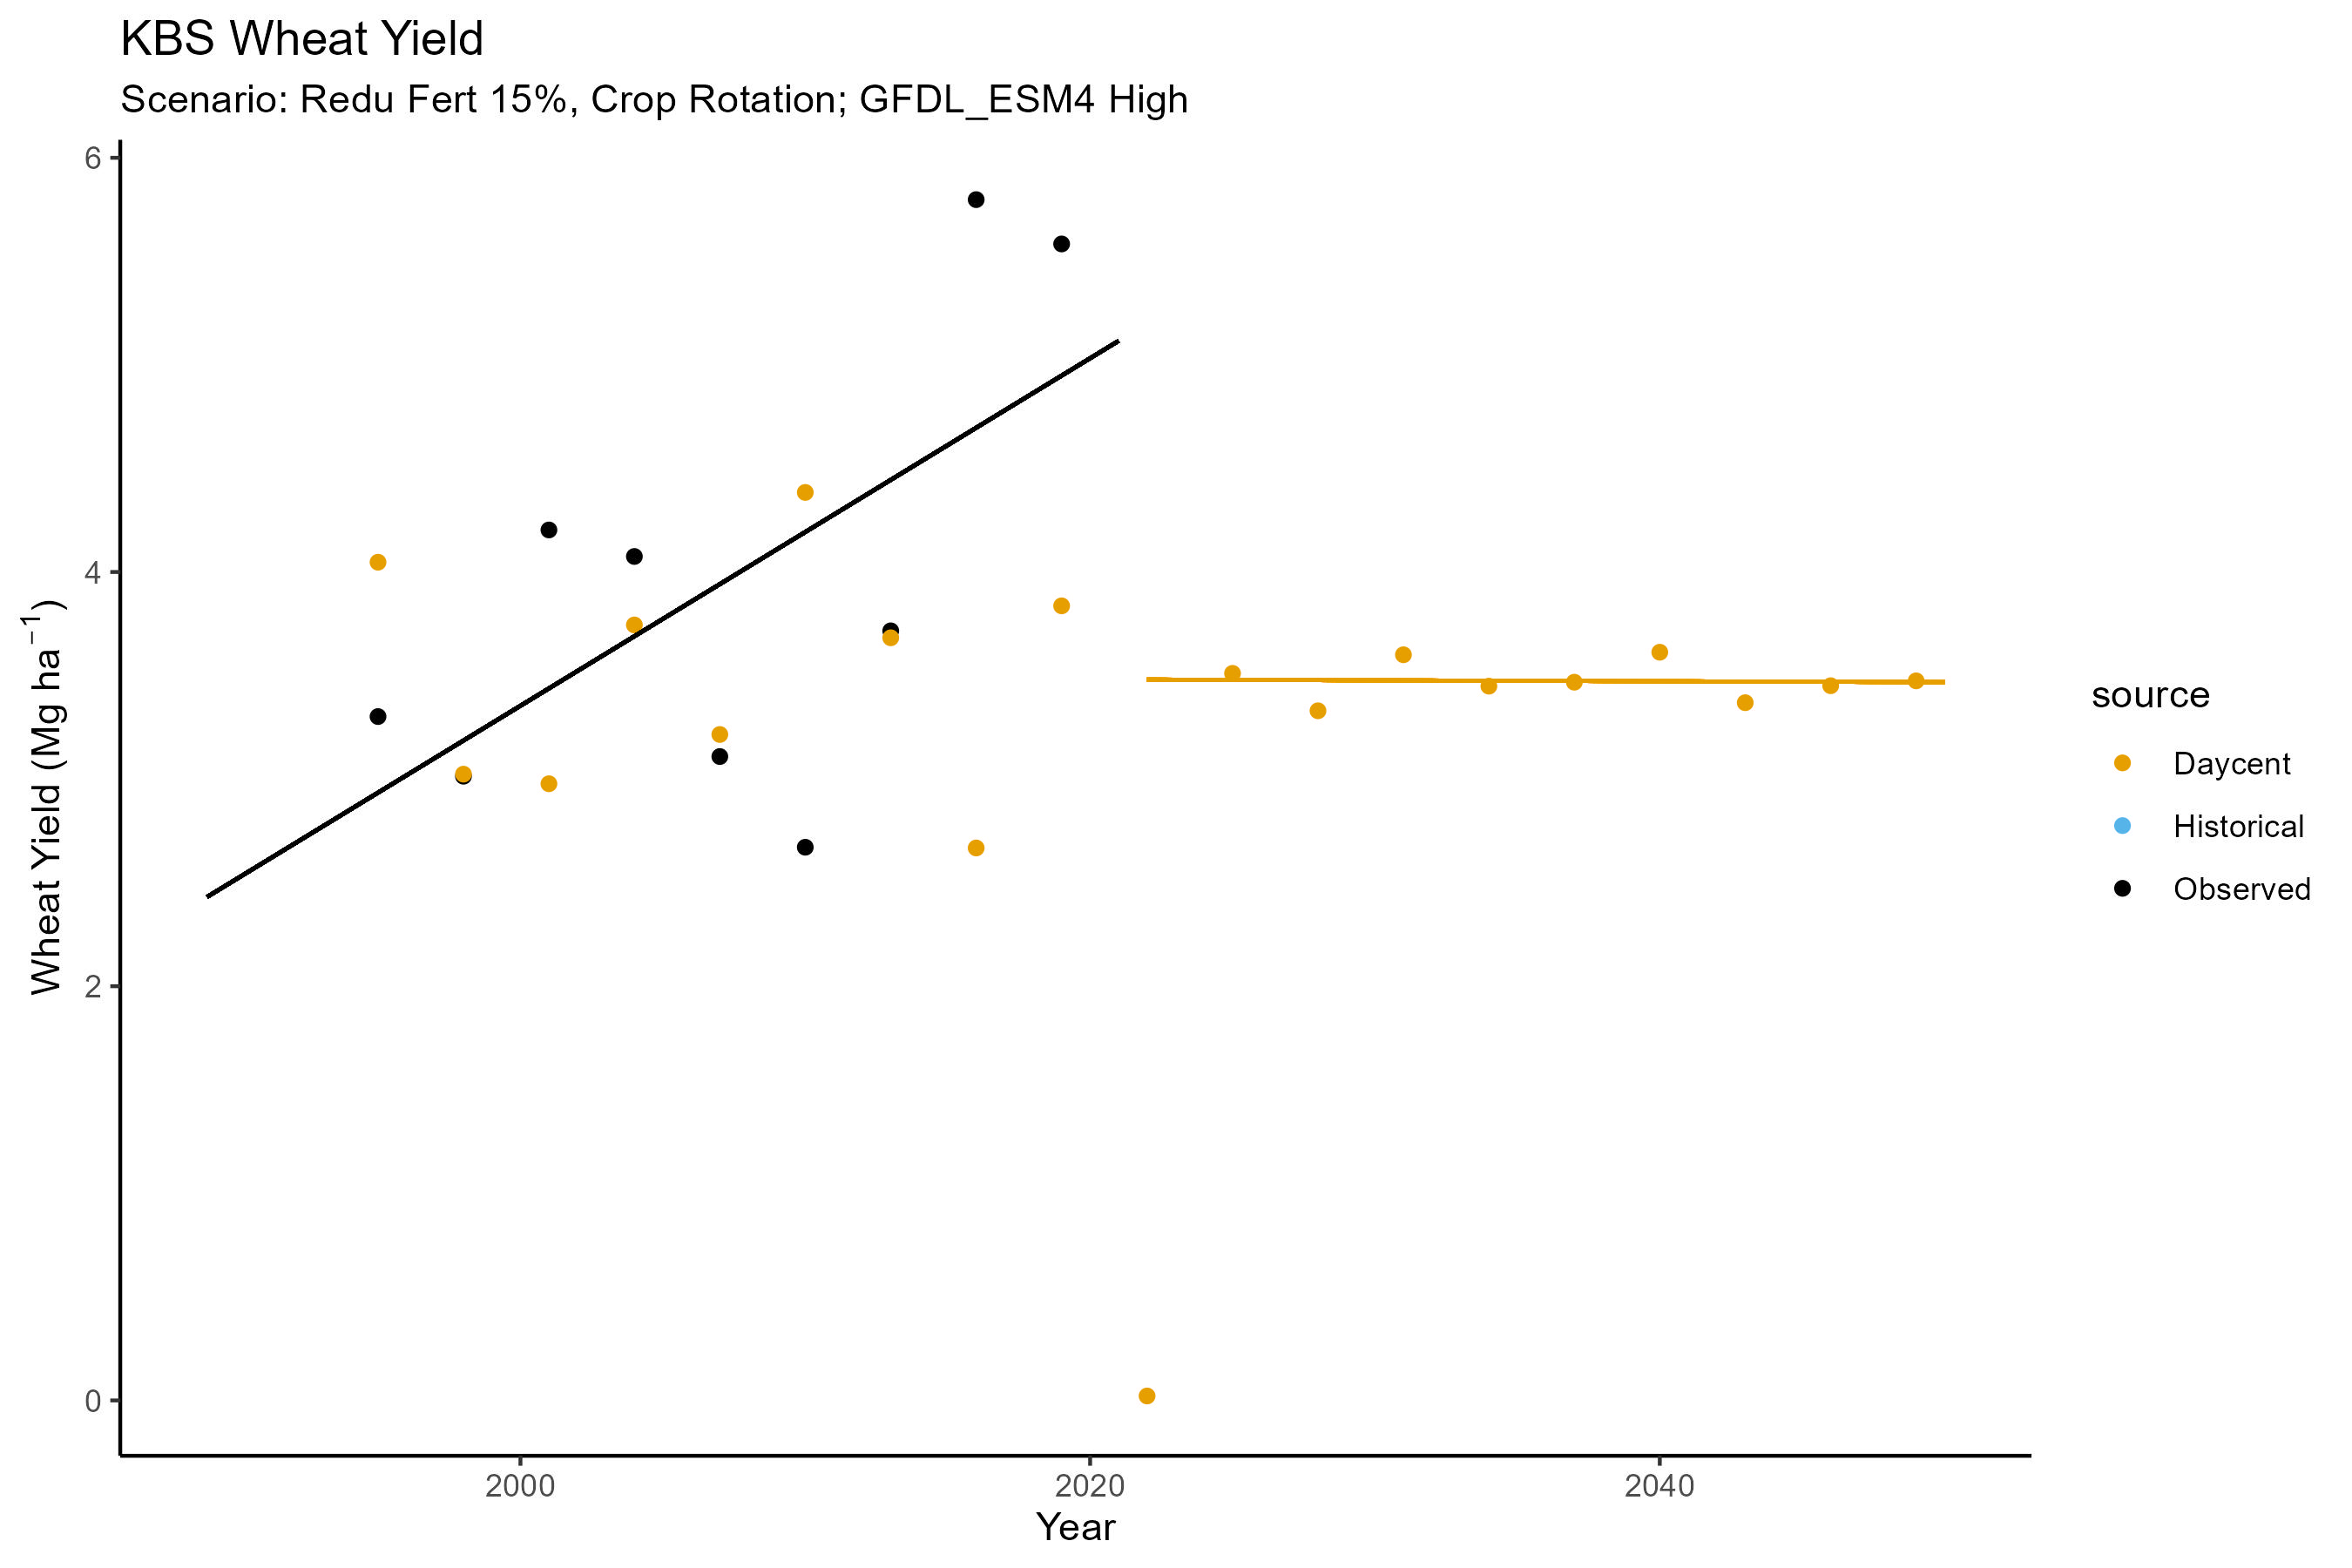 KBS Wheat Yield
Scenario: Redu Fert 15%, Crop Rotation; GFDL_ESM4 High
Wheat Yield (Mg ha⁻¹)
6
4
2
0
2000
2020
2040
Year
source
Daycent
Historical
Observed